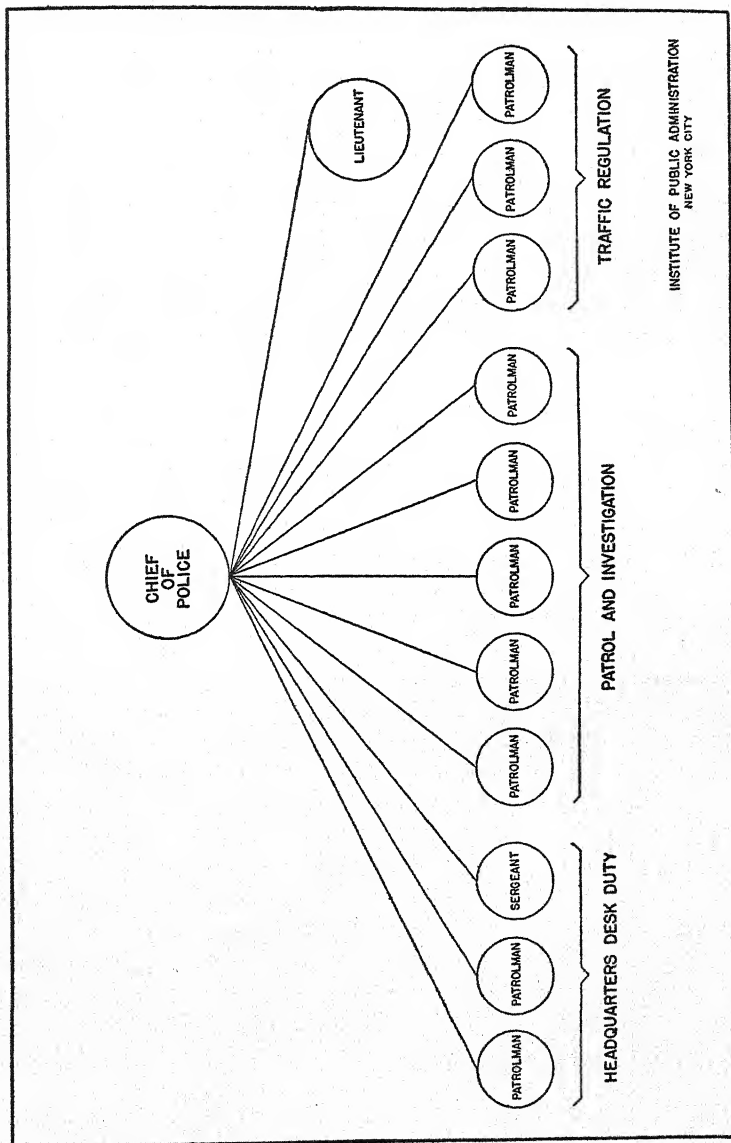 CHIEF
OF
POLICE
LIEUTENANT
PATROLMAN
PATROLMAN
SERGEANT
PATROLMAN
PATROLMAN
PATROLMAN
PATROLMAN
PATROLMAN
PATROLMAN
PATROLMAN
PATROLMAN
HEADQUARTERS DESK DUTY
PATROL AND INVESTIGATION
TRAFFIC REGULATION
INSTITUTE OF PUBLIC ADMINISTRATION
NEW YORK CITY